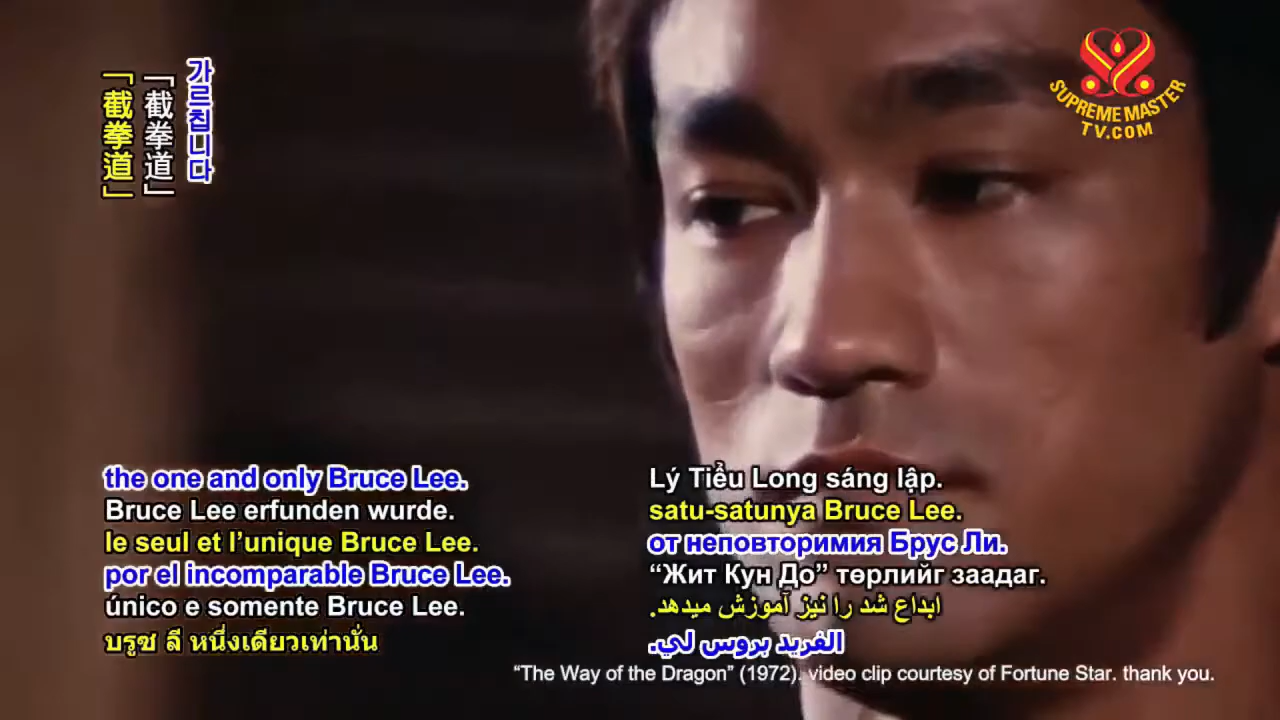 가르칩니다
「截拳道」
「截拳道」
SUPREME MASTER
TV.COM
the one and only Bruce Lee.
Bruce Lee erfunden wurde.
le seul et l’unique Bruce Lee.
por el incomparable Bruce Lee.
único e somente Bruce Lee.
บรูซ ลี หนึ่งเดียวเท่านั่น
Lý Tiểu Long sáng lập.
satu-satunya Bruce Lee.
от неповторимия Брус Ли.
“Жит Кун До” төрлийг заадаг.
ابداع شد را نیز آموزش میدهد.
الفريد بروس لي.
“The Way of the Dragon” (1972). video clip courtesy of Fortune Star. thank you.